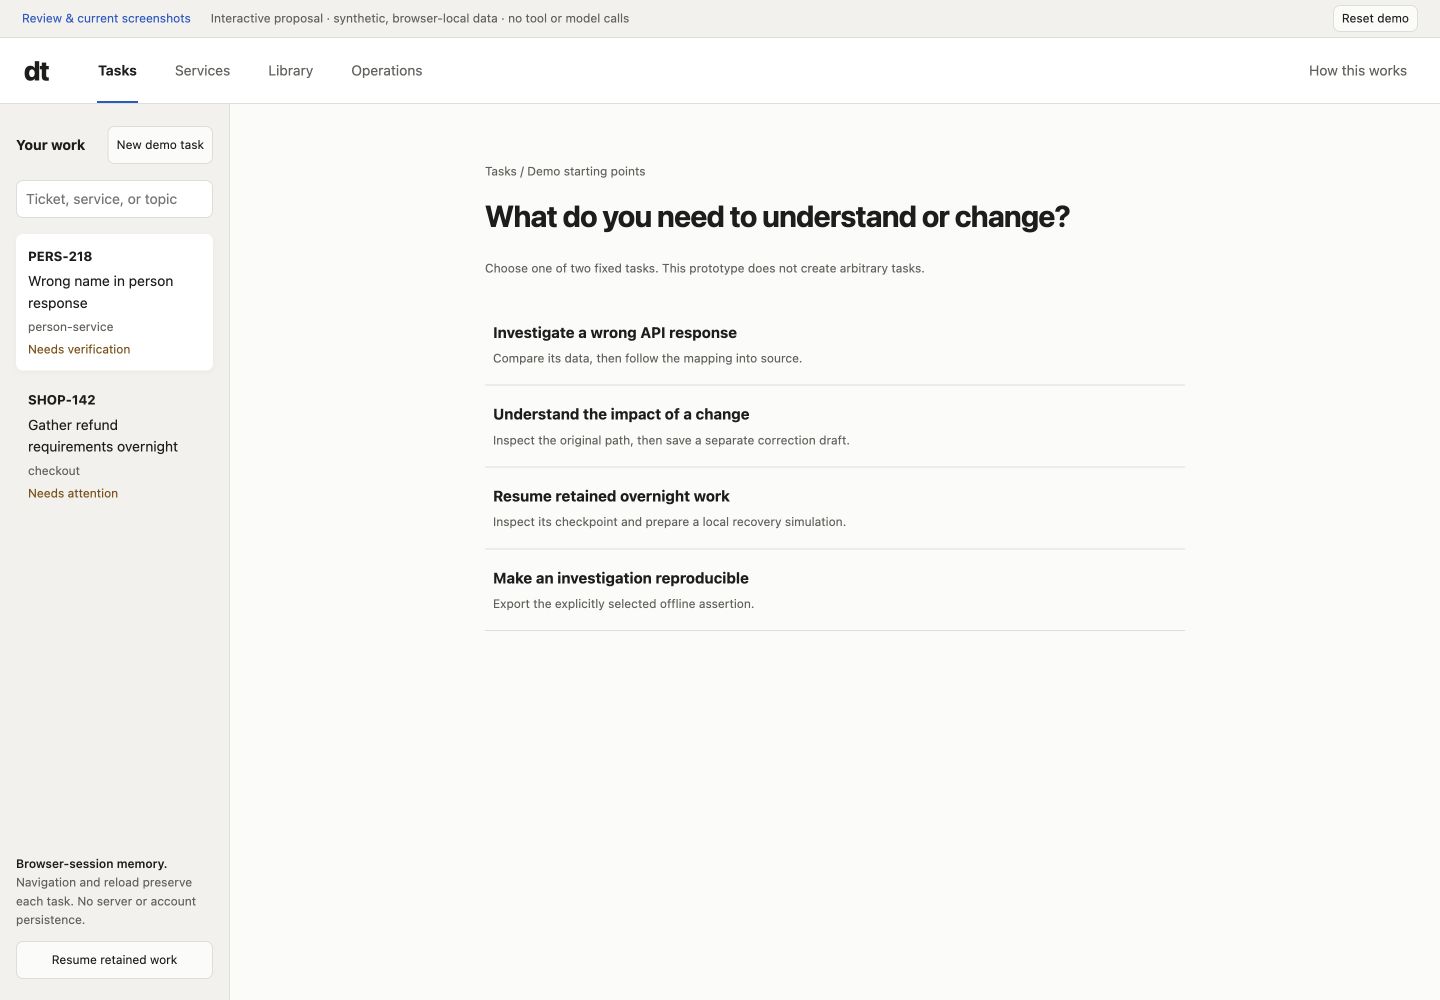 Review & current screenshots
Interactive proposal · synthetic, browser-local data · no tool or model calls
Reset demo
dt
Tasks
Services
Library
Operations
How this works
Your work
New demo task
Ticket, service, or topic
PERS-218
Wrong name in person
response
person-service
Needs verification
SHOP-142
Gather refund
requirements overnight
checkout
Needs attention
Browser-session memory.
Navigation and reload preserve
each task. No server or account
persistence.
Resume retained work
Tasks / Demo starting points
What do you need to understand or change?
Choose one of two fixed tasks. This prototype does not create arbitrary tasks.
Investigate a wrong API response
Compare its data, then follow the mapping into source.
Understand the impact of a change
Inspect the original path, then save a separate correction draft.
Resume retained overnight work
Inspect its checkpoint and prepare a local recovery simulation.
Make an investigation reproducible
Export the explicitly selected offline assertion.